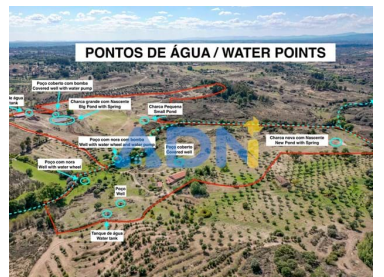 PONTOS DE ÁGUA / WATER POINTS
Poço coberto com bomba
Covered well with water pump
Charca grande com Nascente
Big Pond with Spring
Charca Pequena
Small Pond
de água
tank
Poço com nora com bomba
Well with water wheel and water pump
Poço coberto
Covered well
Charca nova com Nascente
New Pond with Spring
Poço com nora
Well with water wheel
Poço
Well
Tanque de água
Water tank